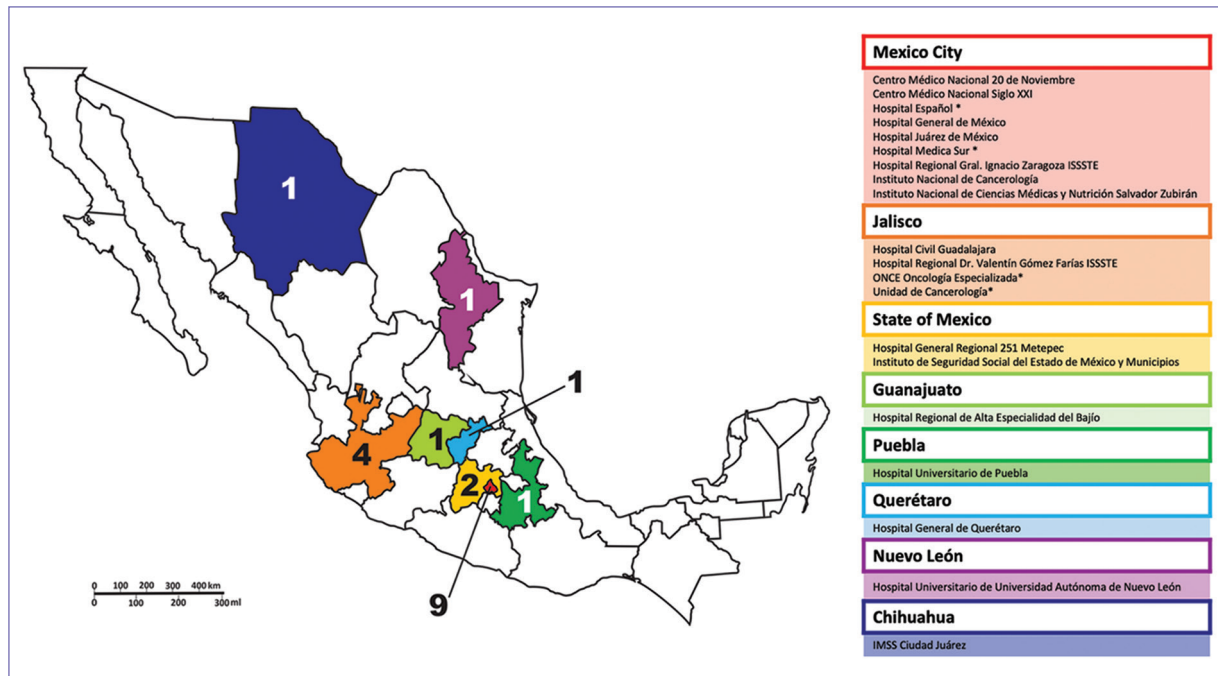 1
1
1
4
1
2
1
9
0 100 200 300 400 km
0 100 200 300 ml
Mexico City
Centro Médico Nacional 20 de Noviembre
Centro Médico Nacional Siglo XXI
Hospital Español *
Hospital General de México
Hospital Juárez de México
Hospital Medica Sur *
Hospital Regional Gral. Ignacio Zaragoza ISSSTE
Instituto Nacional de Cancerología
Instituto Nacional de Ciencias Médicas y Nutrición Salvador Zubirán
Jalisco
Hospital Civil Guadalajara
Hospital Regional Dr. Valentín Gómez Farías ISSSTE
ONCE Oncología Especializada*
Unidad de Cancerología*
State of Mexico
Hospital General Regional 251 Metepec
Instituto de Seguridad Social del Estado de México y Municipios
Guanajuato
Hospital Regional de Alta Especialidad del Bajío
Puebla
Hospital Universitario de Puebla
Querétaro
Hospital General de Querétaro
Nuevo León
Hospital Universitario de Universidad Autónoma de Nuevo León
Chihuahua
IMSS Ciudad Juárez